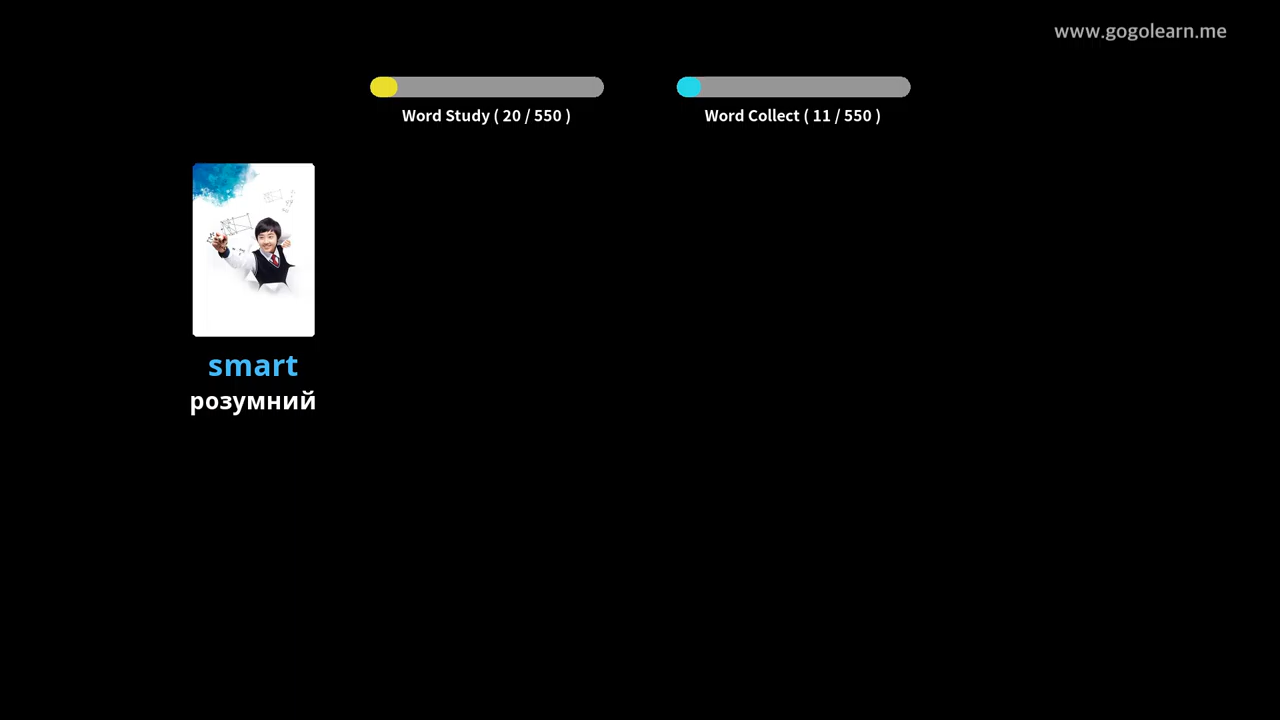 www.gogolearn.me
Word Study ( 20 / 550 )
Word Collect ( 11 / 550 )
smart
розумний